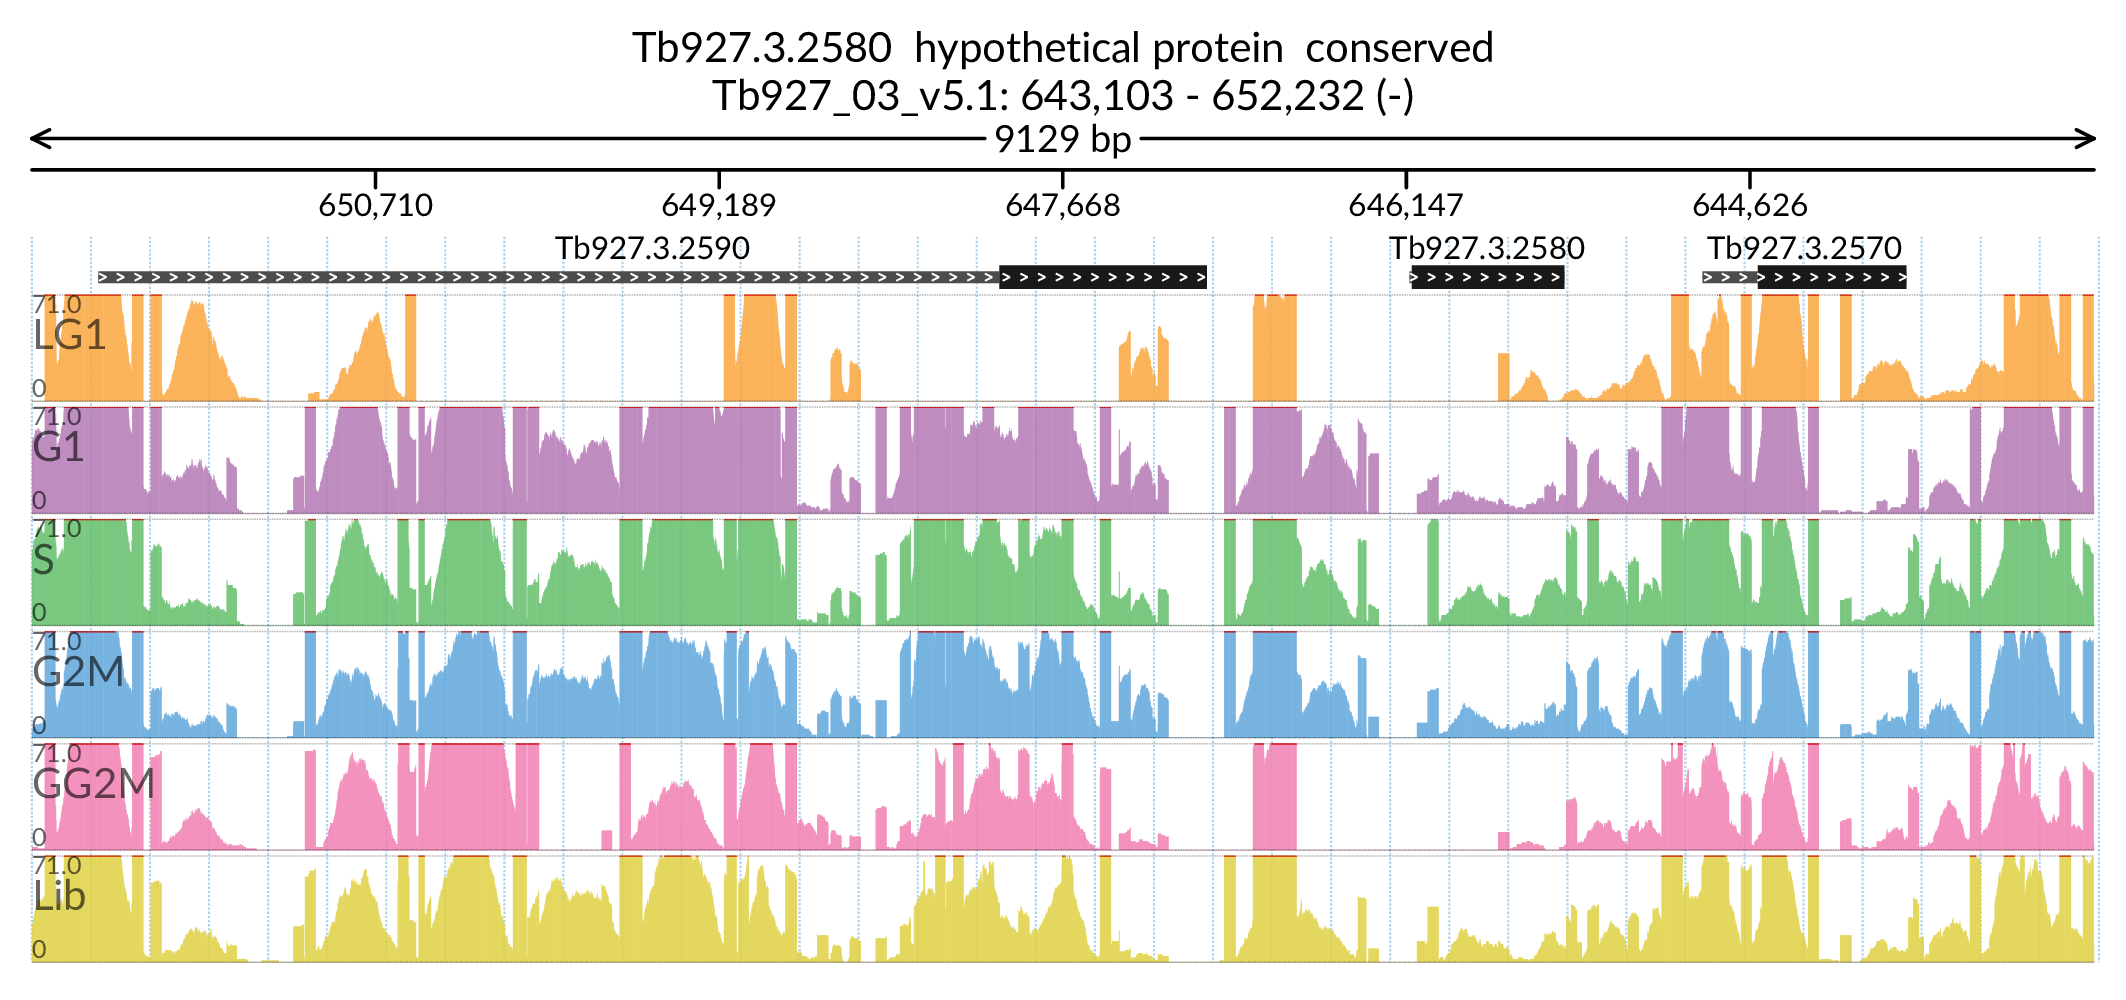 Tb927.3.2580 hypothetical protein conserved
Tb927_03_v5.1: 643,103 - 652,232 (-)
9129 bp
650,710 649,189 647,668 646,147 644,626
Tb927.3.2590 Tb927.3.2580 Tb927.3.2570
71.0
LG1
0
71.0
G1
0
71.0
S
0
71.0
G2M
0
71.0
GG2M
0
71.0
Lib
0